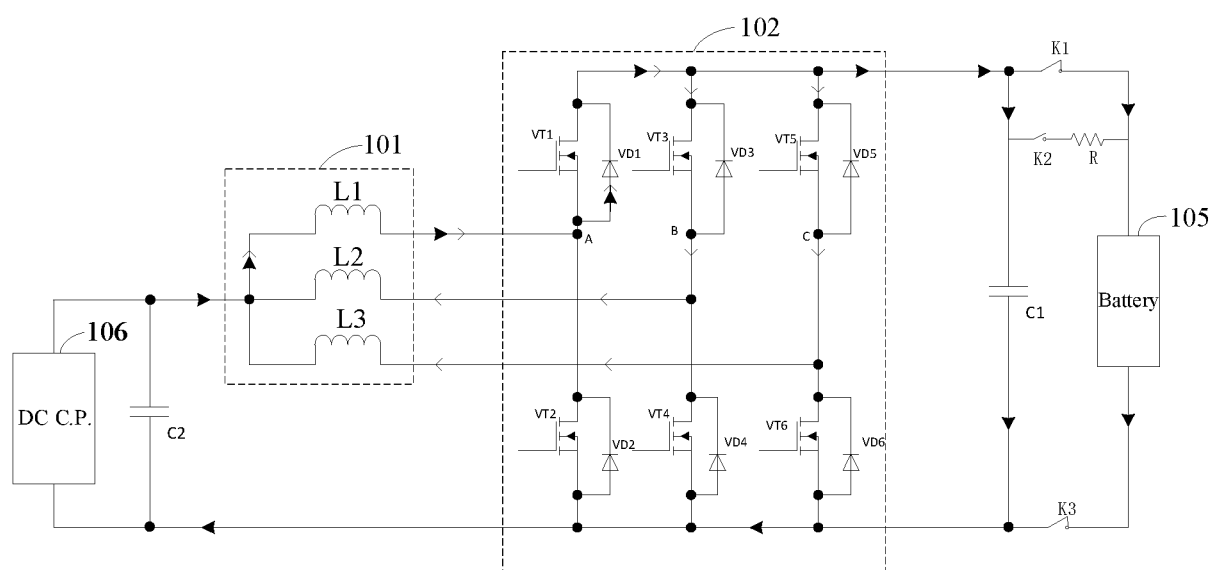 102
K1
101
VT1
VD1
VT3
VD3
VT5
VD5
K2
R
L1
A
B
C
105
L2
106
L3
C1
Battery
DC C.P.
C2
VT2
VD2
VT4
VD4
VT6
VD6
K3